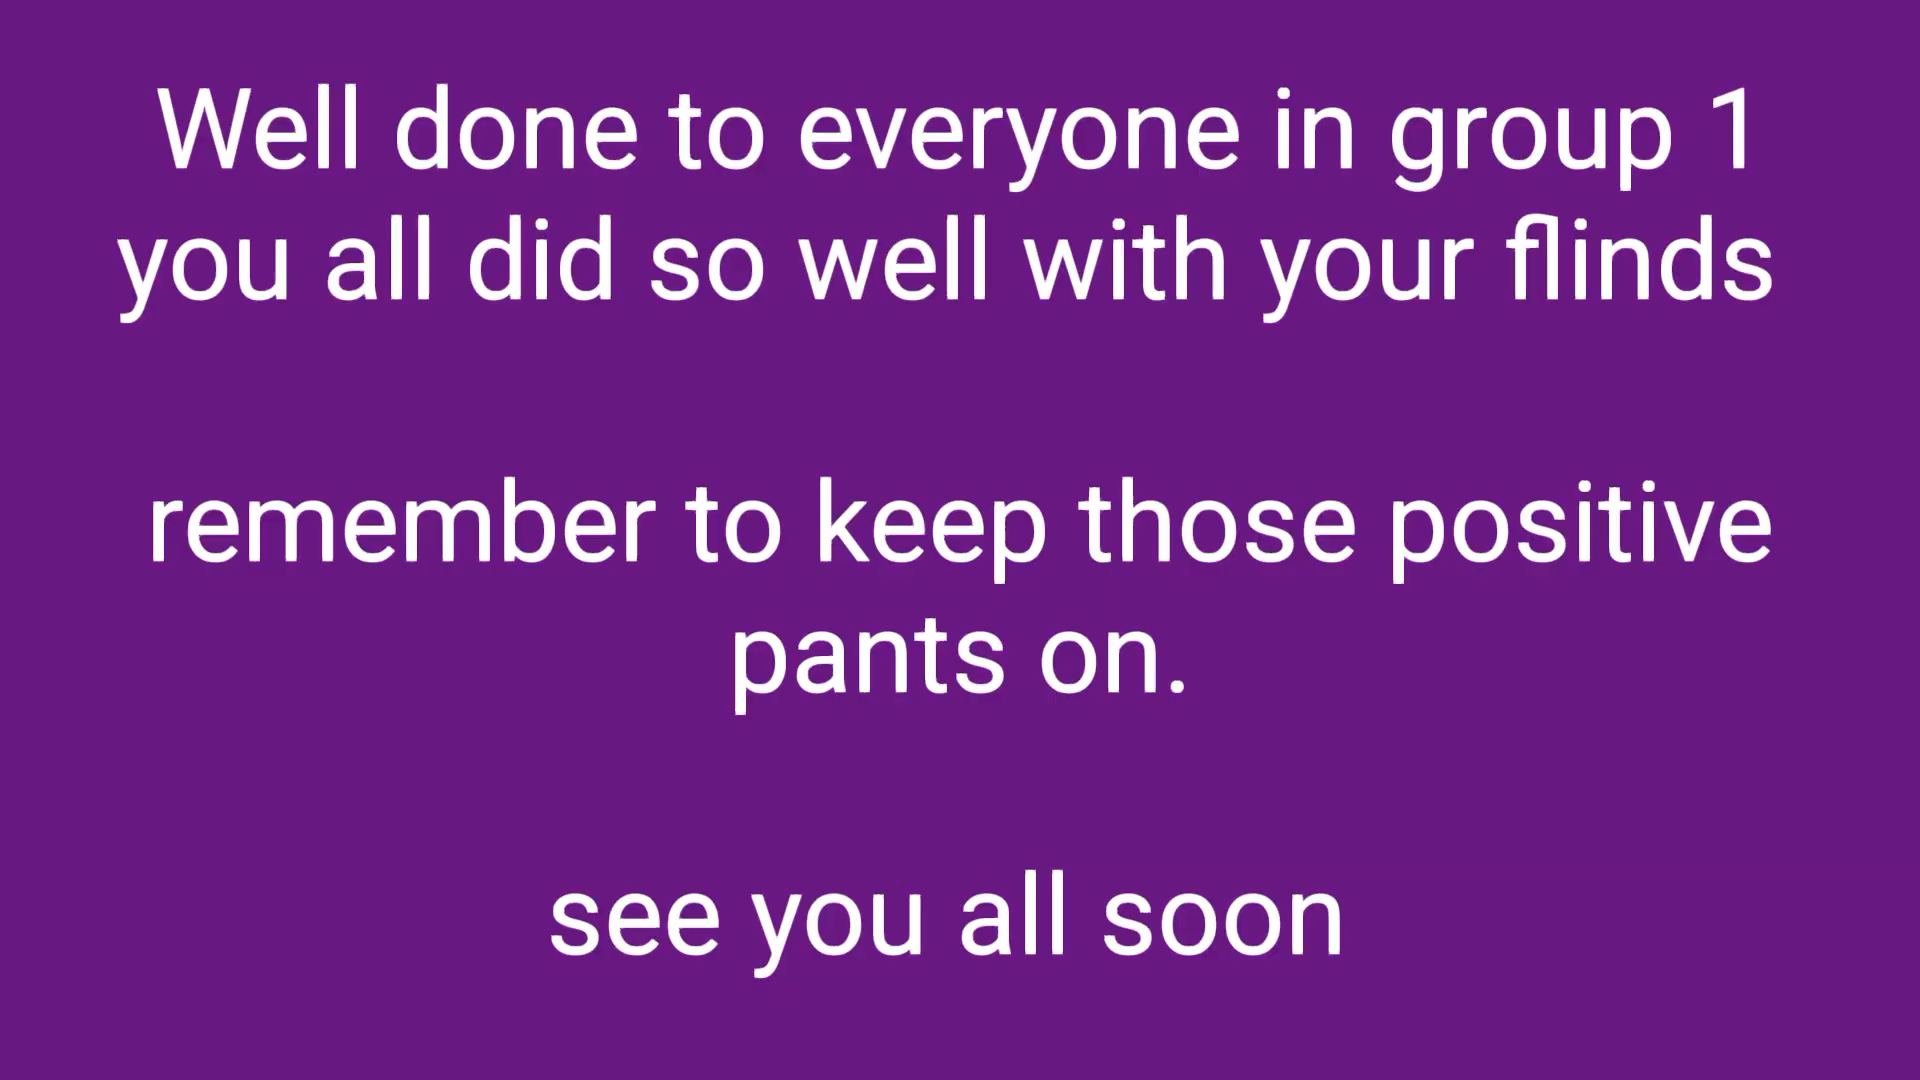 Well done to everyone in group 1
you all did so well with your flinds
remember to keep those positive
pants on.
see you all soon